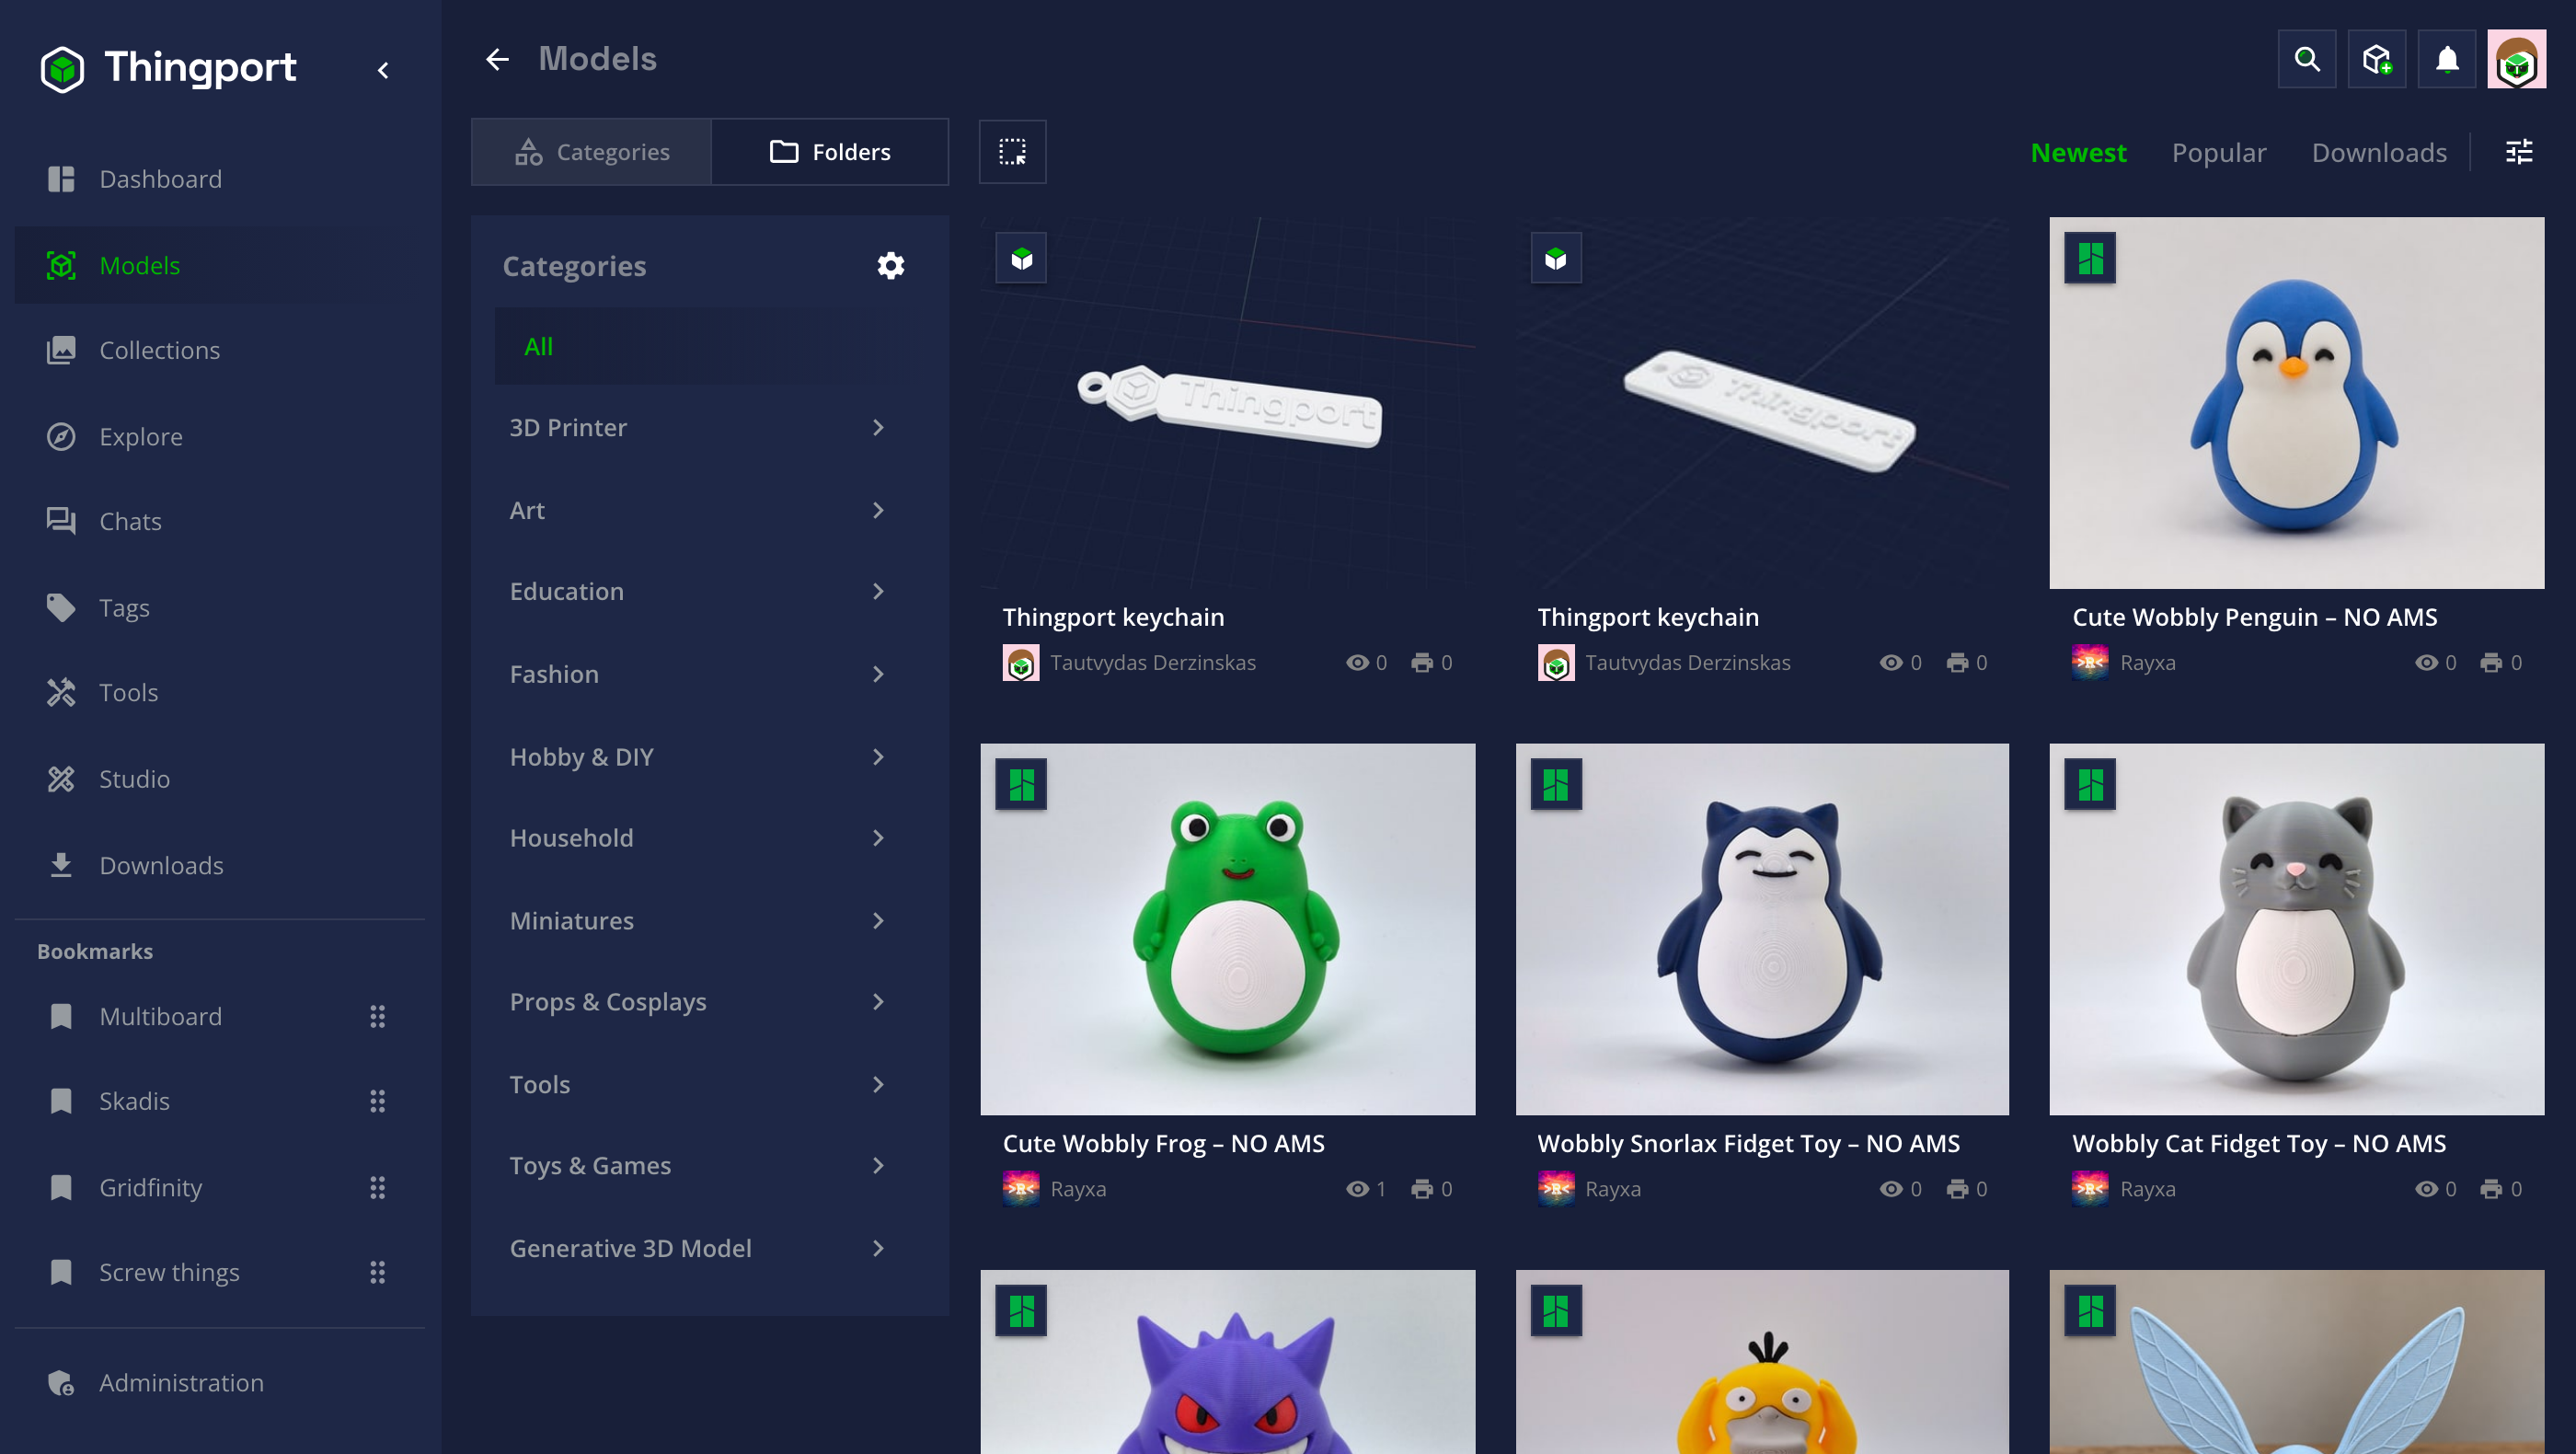 Thingport
Dashboard
Models
Collections
Explore
Chats
Tags
Tools
Studio
Downloads
Bookmarks
Multiboard
Skadis
Gridfinity
Screw things
Administration
Models
Categories
Folders
Newest
Popular
Downloads
Categories
All
3D Printer
Art
Education
Fashion
Hobby & DIY
Household
Miniatures
Props & Cosplays
Tools
Toys & Games
Generative 3D Model
Thingport
Thingport keychain
Tautvydas Derzinskas 0 0
Thingport
Thingport keychain
Tautvydas Derzinskas 0 0
Cute Wobbly Penguin – NO AMS
>R< Rayxa 0 0
Cute Wobbly Frog – NO AMS
>R< Rayxa 1 0
Wobbly Snorlax Fidget Toy – NO AMS
>R< Rayxa 0 0
Wobbly Cat Fidget Toy – NO AMS
>R< Rayxa 0 0